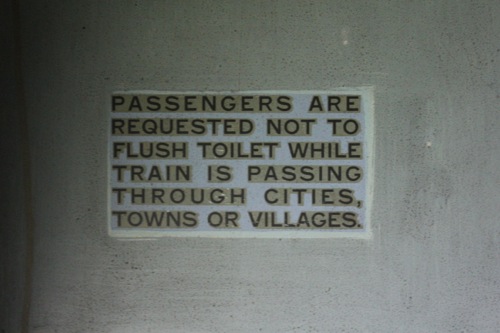 PASSENGERS ARE
REQUESTED NOT TO
FLUSH TOILET WHILE
TRAIN IS PASSING
THROUGH CITIES,
TOWNS OR VILLAGES.